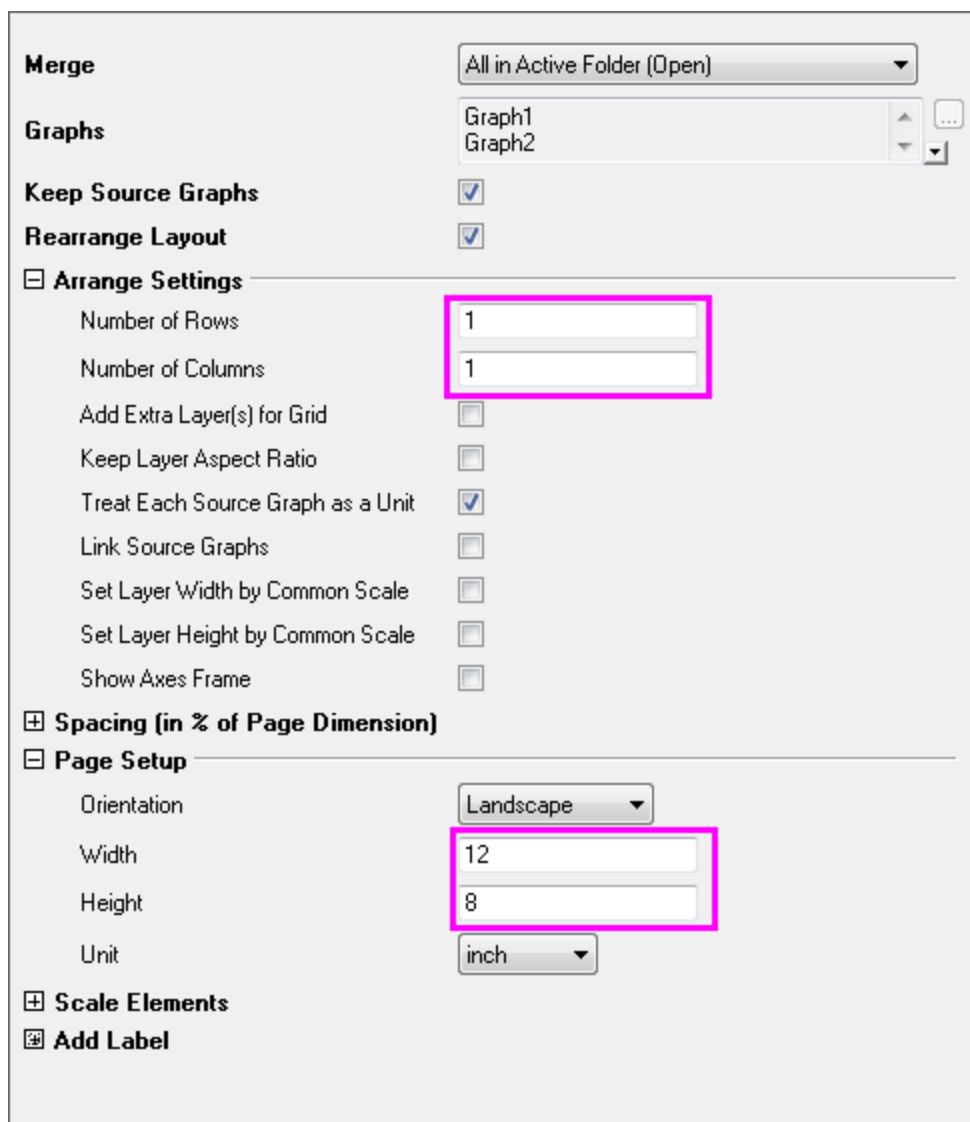 Merge All in Active Folder (Open)
Graphs Graph1
Graph2
...
Keep Source Graphs
Rearrange Layout
Arrange Settings
Number of Rows 1
Number of Columns 1
Add Extra Layer(s) for Grid
Keep Layer Aspect Ratio
Treat Each Source Graph as a Unit
Link Source Graphs
Set Layer Width by Common Scale
Set Layer Height by Common Scale
Show Axes Frame
Spacing (in % of Page Dimension)
Page Setup
Orientation Landscape
Width 12
Height 8
Unit inch
Scale Elements
Add Label